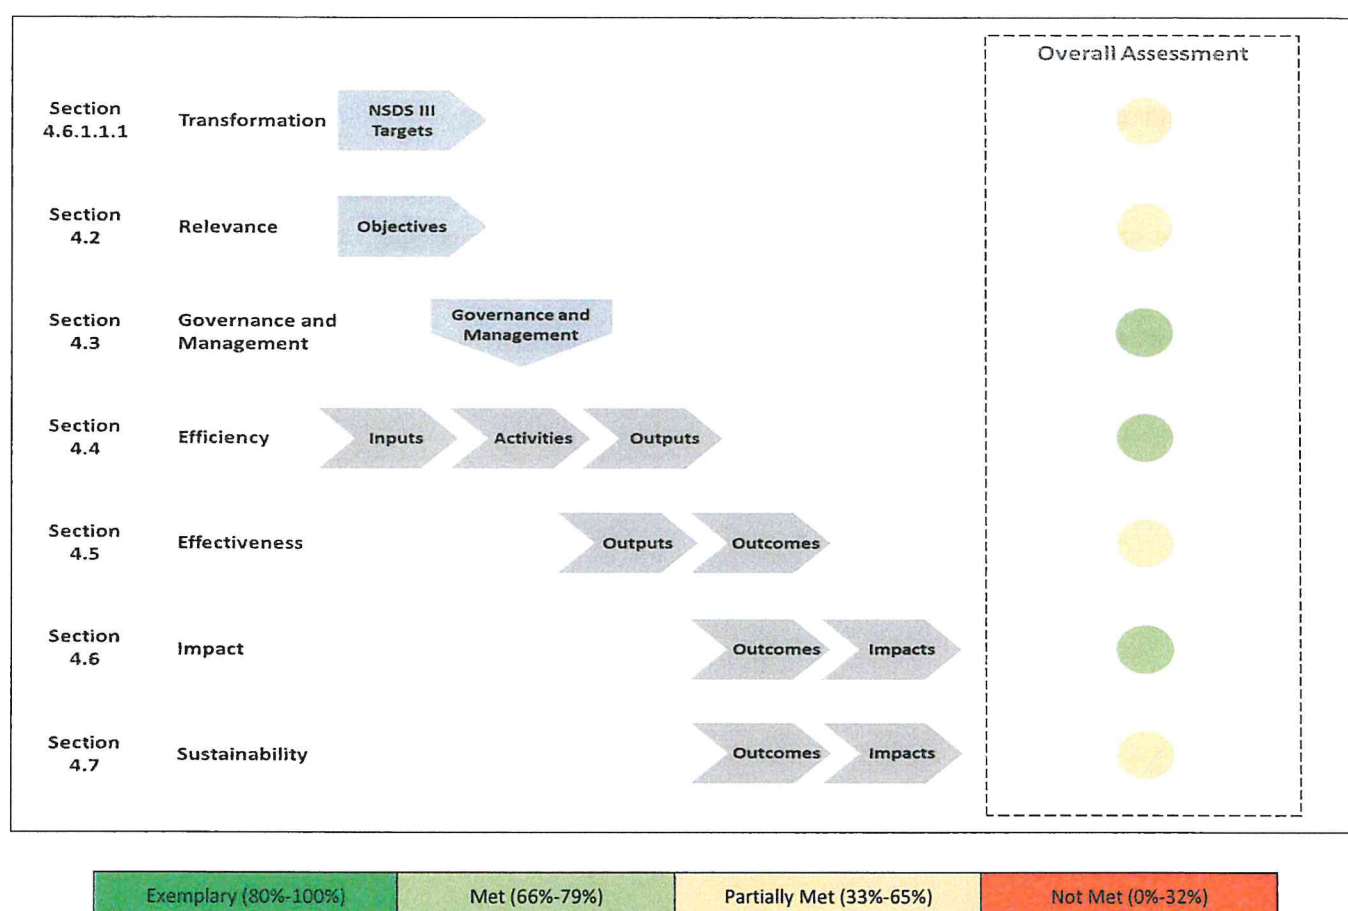 Overall Assessment
Section
4.6.1.1.1
Transformation
NSDS III
Targets
Section
4.2
Relevance
Objectives
Section
4.3
Governance and
Management
Governance and
Management
Section
4.4
Efficiency
Inputs
Activities
Outputs
Section
4.5
Effectiveness
Outputs
Outcomes
Section
4.6
Impact
Outcomes
Impacts
Section
4.7
Sustainability
Outcomes
Impacts
Exemplary (80%-100%)
Met (66%-79%)
Partially Met (33%-65%)
Not Met (0%-32%)